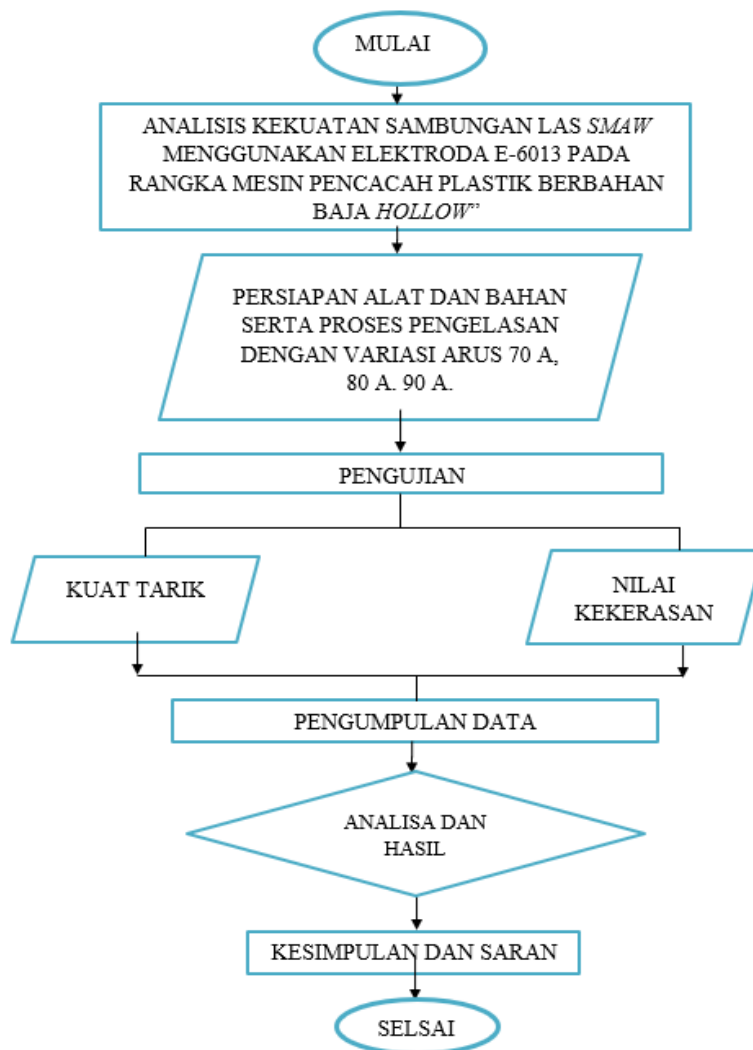 MULAI
ANALISIS KEKUATAN SAMBUNGAN LAS SMAW
MENGGUNAKAN ELEKTRODA E-6013 PADA
RANGKA MESIN PENCACAH PLASTIK BERBAHAN
BAJA HOLLOW”
PERSIAPAN ALAT DAN BAHAN
SERTA PROSES PENGELASAN
DENGAN VARIASI ARUS 70 A,
80 A. 90 A.
PENGUJIAN
KUAT TARIK
NILAI
KEKERASAN
PENGUMPULAN DATA
ANALISA DAN
HASIL
KESIMPULAN DAN SARAN
SELSAI